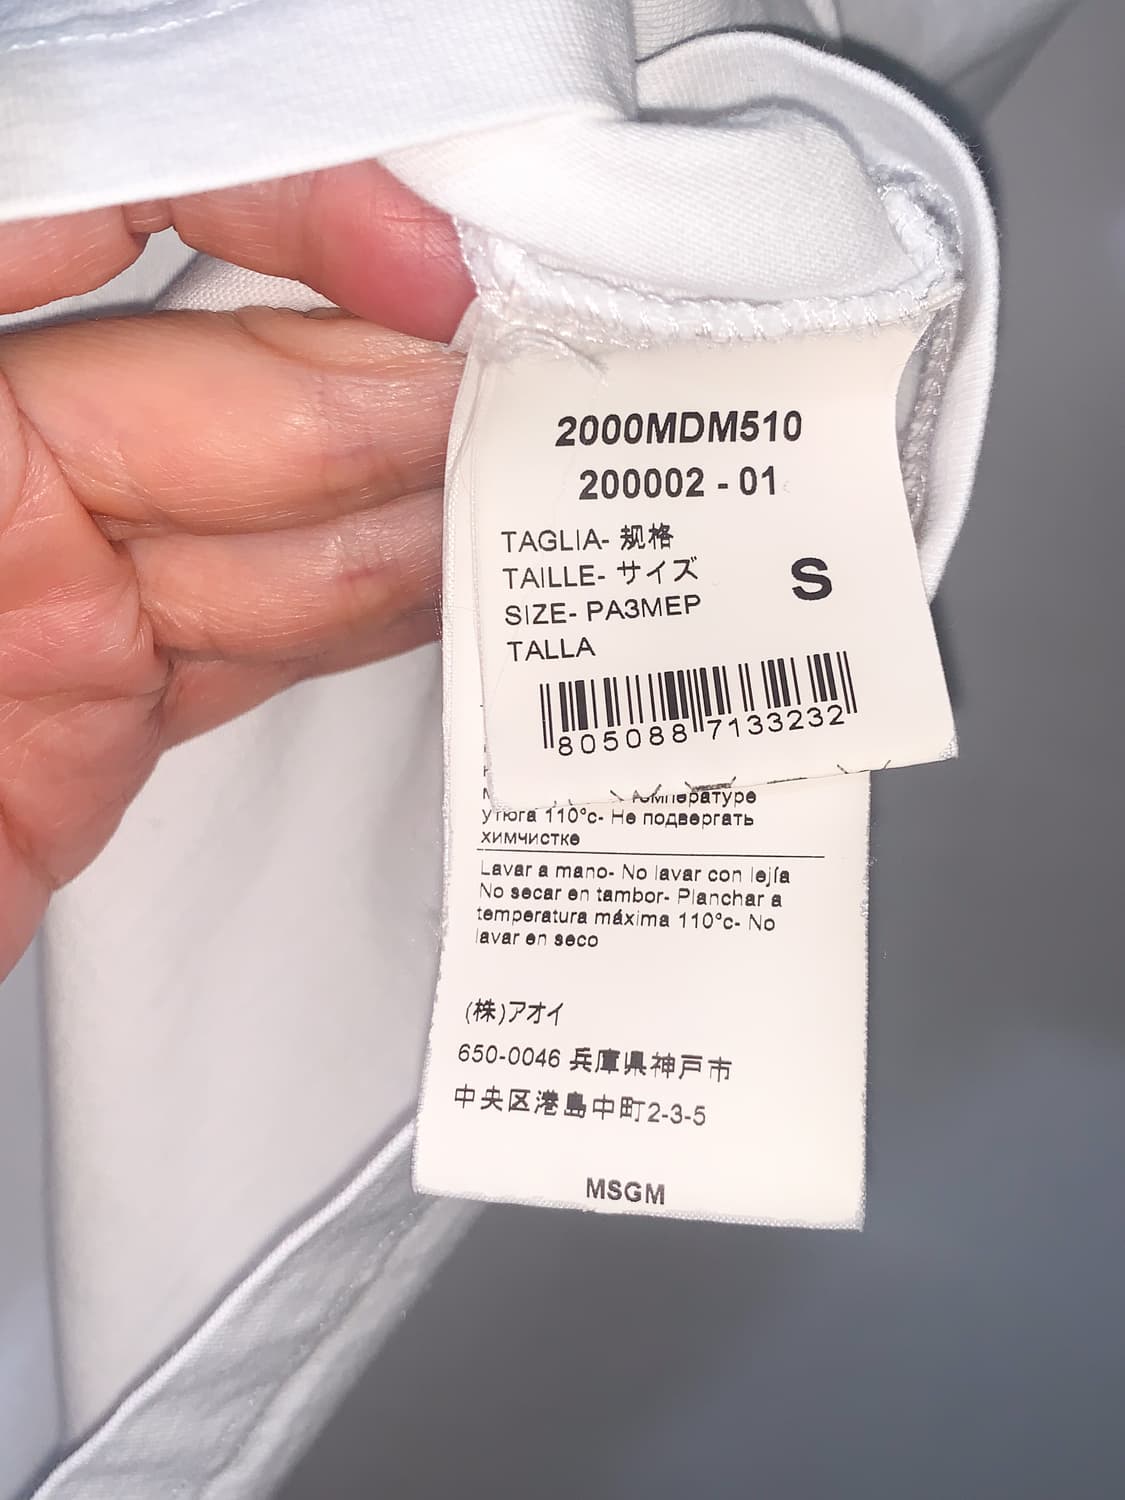 2000MDM510
200002 - 01
TAGLIA- 规格
TAILLE- サイズ
SIZE- РАЗМЕР
TALLA
S
8050887133232
температуре
утюга 110°c- Не подвергать
химчистке
Lavar a mano- No lavar con lejía
No secar en tambor- Planchar a
temperatura máxima 110°c- No
lavar en seco
(株)アオイ
650-0046 兵庫県神戸市
中央区港島中町2-3-5
MSGM